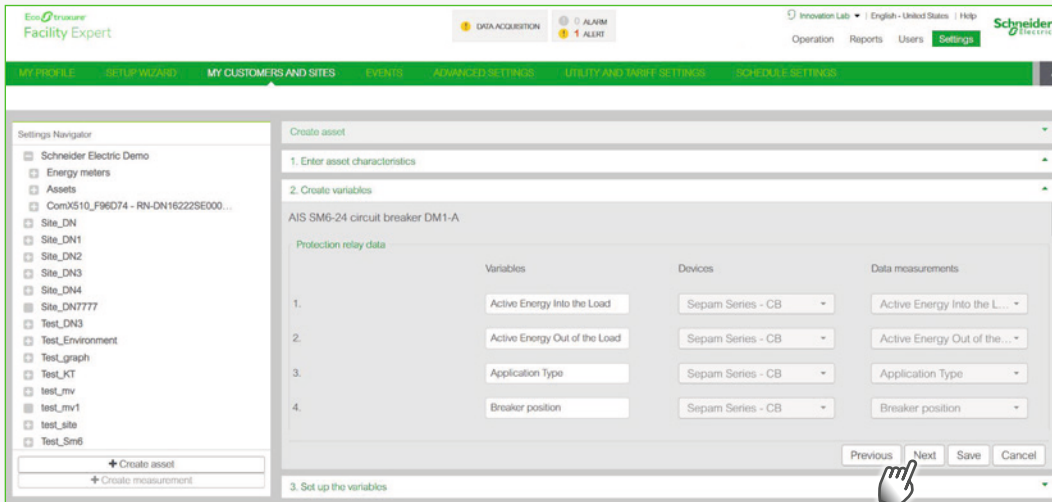 EcoStruxure
Facility Expert
DATA ACQUISITION
0 ALARM
1 ALERT
Innovation Lab | English - United States | Help
Operation Reports Users Settings
Schneider
Electric
MY PROFILE SETUP WIZARD MY CUSTOMERS AND SITES EVENTS ADVANCED SETTINGS UTILITY AND TARIFF SETTINGS SCHEDULE SETTINGS
Settings Navigator
Schneider Electric Demo
Energy meters
Assets
ComX510_F96D74 - RN-DN16222SE000...
Site_DN
Site_DN1
Site_DN2
Site_DN3
Site_DN4
Site_DN7777
Test_DN3
Test_Environment
Test_graph
Test_KT
test_mv
test_mv1
test_site
Test_Sm6
+ Create asset
+ Create measurement
Create asset
1. Enter asset characteristics
2. Create variables
AIS SM6-24 circuit breaker DM1-A
Protection relay data
Variables Devices Data measurements
1. Active Energy Into the Load Sepam Series - CB Active Energy Into the L...
2. Active Energy Out of the Load Sepam Series - CB Active Energy Out of the...
3. Application Type Sepam Series - CB Application Type
4. Breaker position Sepam Series - CB Breaker position
Previous Next Save Cancel
3. Set up the variables